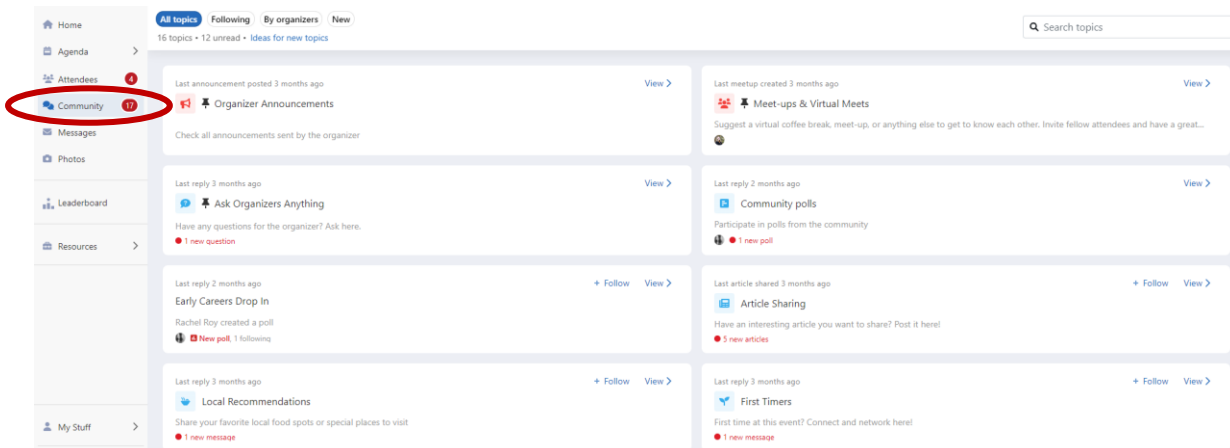 Home
Agenda
Attendees 4
Community 17
Messages
Photos
Leaderboard
Resources
My Stuff
All topics Following By organizers New
16 topics • 12 unread • Ideas for new topics
Search topics
Last announcement posted 3 months ago View
Organizer Announcements
Check all announcements sent by the organizer
Last meetup created 3 months ago View
Meet-ups & Virtual Meets
Suggest a virtual coffee break, meet-up, or anything else to get to know each other. Invite fellow attendees and have a great...
Last reply 3 months ago View
Ask Organizers Anything
Have any questions for the organizer? Ask here.
1 new question
Last reply 2 months ago View
Community polls
Participate in polls from the community
1 new poll
Last reply 2 months ago + Follow View
Early Careers Drop In
Rachel Roy created a poll
New poll, 1 following
Last article shared 3 months ago + Follow View
Article Sharing
Have an interesting article you want to share? Post it here!
5 new articles
Last reply 3 months ago + Follow View
Local Recommendations
Share your favorite local food spots or special places to visit
1 new message
Last reply 3 months ago + Follow View
First Timers
First time at this event? Connect and network here!
1 new message